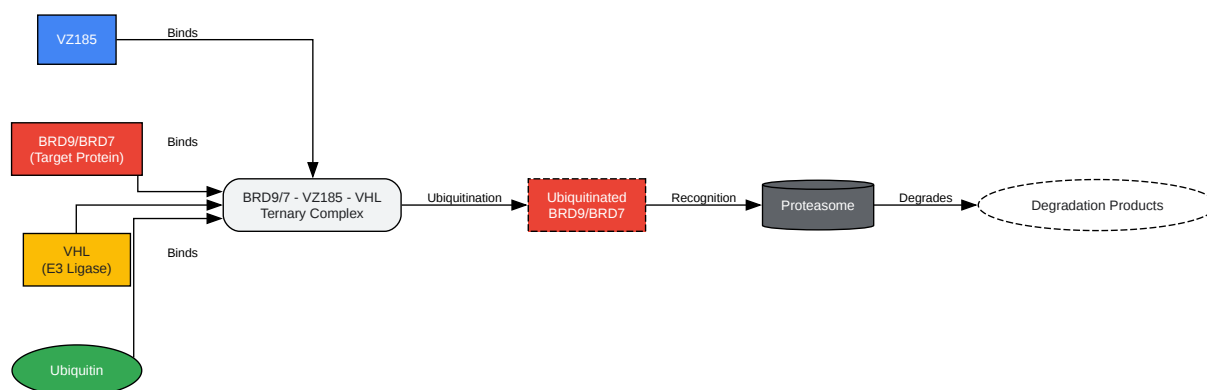 VZ185
Binds
BRD9/BRD7
(Target Protein)
Binds
BRD9/7 - VZ185 - VHL
Ternary Complex
Ubiquitination
Ubiquitinated
BRD9/BRD7
Recognition
Proteasome
Degrades
Degradation Products
VHL
(E3 Ligase)
Binds
Ubiquitin